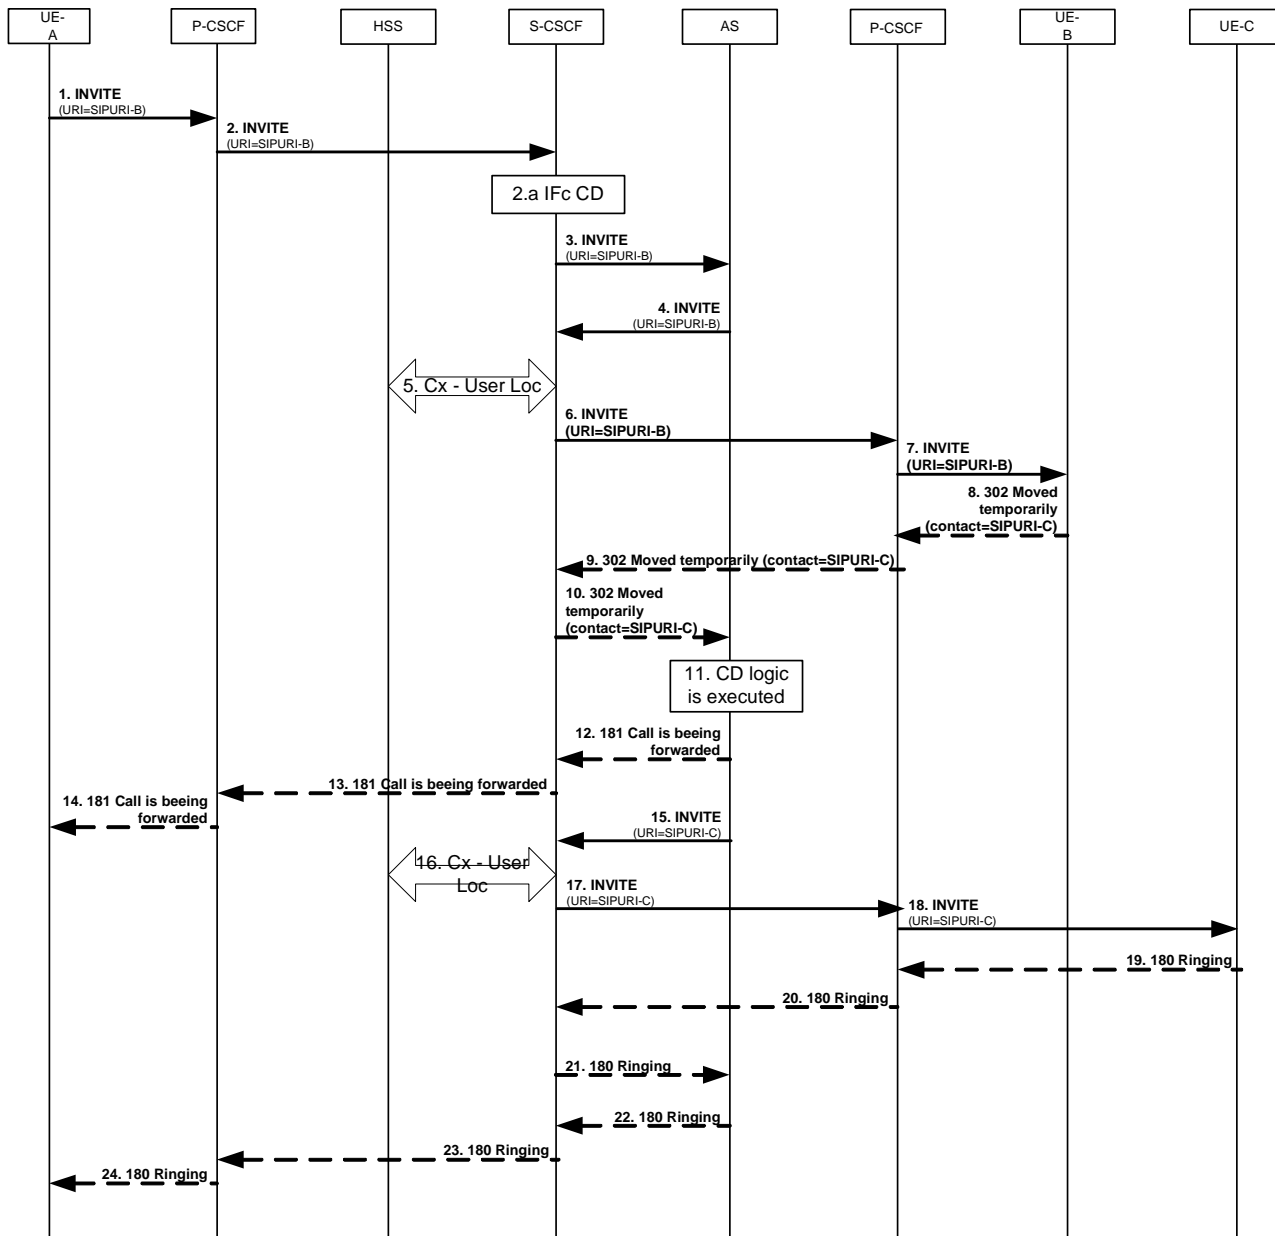 UE-
A
P-CSCF
HSS
S-CSCF
AS
P-CSCF
UE-
B
UE-C
1. INVITE
(URI=SIPURI-B)
2. INVITE
(URI=SIPURI-B)
2.a IFc CD
3. INVITE
(URI=SIPURI-B)
4. INVITE
(URI=SIPURI-B)
5. Cx - User Loc
6. INVITE
(URI=SIPURI-B)
7. INVITE
(URI=SIPURI-B)
8. 302 Moved
temporarily
(contact=SIPURI-C)
9. 302 Moved temporarily (contact=SIPURI-C)
10. 302 Moved
temporarily
(contact=SIPURI-C)
11. CD logic
is executed
12. 181 Call is beeing
forwarded
13. 181 Call is beeing forwarded
14. 181 Call is beeing
forwarded
15. INVITE
(URI=SIPURI-C)
16. Cx - User
Loc
17. INVITE
(URI=SIPURI-C)
18. INVITE
(URI=SIPURI-C)
19. 180 Ringing
20. 180 Ringing
21. 180 Ringing
22. 180 Ringing
23. 180 Ringing
24. 180 Ringing